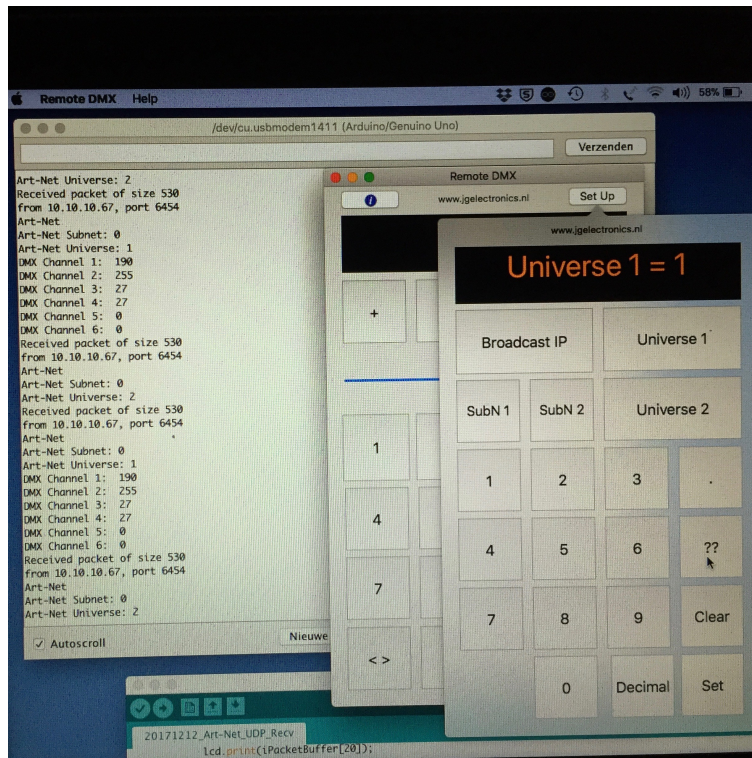 Remote DMX Help
58%
/dev/cu.usbmodem1411 (Arduino/Genuino Uno)
Verzenden
Art-Net Universe: 2
Received packet of size 530
from 10.10.10.67, port 6454
Art-Net
Art-Net Subnet: 0
Art-Net Universe: 1
DMX Channel 1: 190
DMX Channel 2: 255
DMX Channel 3: 27
DMX Channel 4: 27
DMX Channel 5: 0
DMX Channel 6: 0
Received packet of size 530
from 10.10.10.67, port 6454
Art-Net
Art-Net Subnet: 0
Art-Net Universe: 2
Received packet of size 530
from 10.10.10.67, port 6454
Art-Net
Art-Net Subnet: 0
Art-Net Universe: 1
DMX Channel 1: 190
DMX Channel 2: 255
DMX Channel 3: 27
DMX Channel 4: 27
DMX Channel 5: 0
DMX Channel 6: 0
Received packet of size 530
from 10.10.10.67, port 6454
Art-Net
Art-Net Subnet: 0
Art-Net Universe: 2
Autoscroll
Nieuwe
Remote DMX
i www.jgelectronics.nl Set Up
+
1
4
7
< >
www.jgelectronics.nl
Universe 1 = 1
Broadcast IP Universe 1
SubN 1 SubN 2 Universe 2
1 2 3 .
4 5 6 ??
7 8 9 Clear
0 Decimal Set
20171212_Art-Net_UDP_Recv
lcd.print(iPacketBuffer[20]);